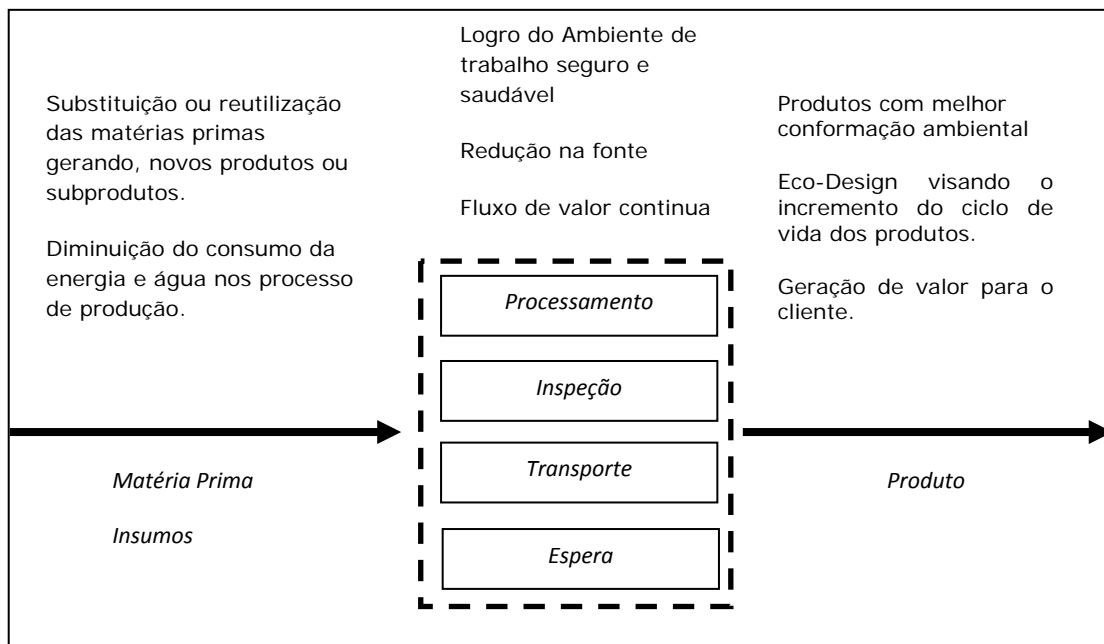 Substituição ou reutilização
das matérias primas
gerando, novos produtos ou
subprodutos.
Diminuição do consumo da
energia e água nos processo
de produção.
Matéria Prima
Insumos
Logro do Ambiente de
trabalho seguro e
saudável
Redução na fonte
Fluxo de valor continua
Processamento
Inspeção
Transporte
Espera
Produtos com melhor
conformação ambiental
Eco-Design visando o
incremento do ciclo de
vida dos produtos.
Geração de valor para o
cliente.
Produto